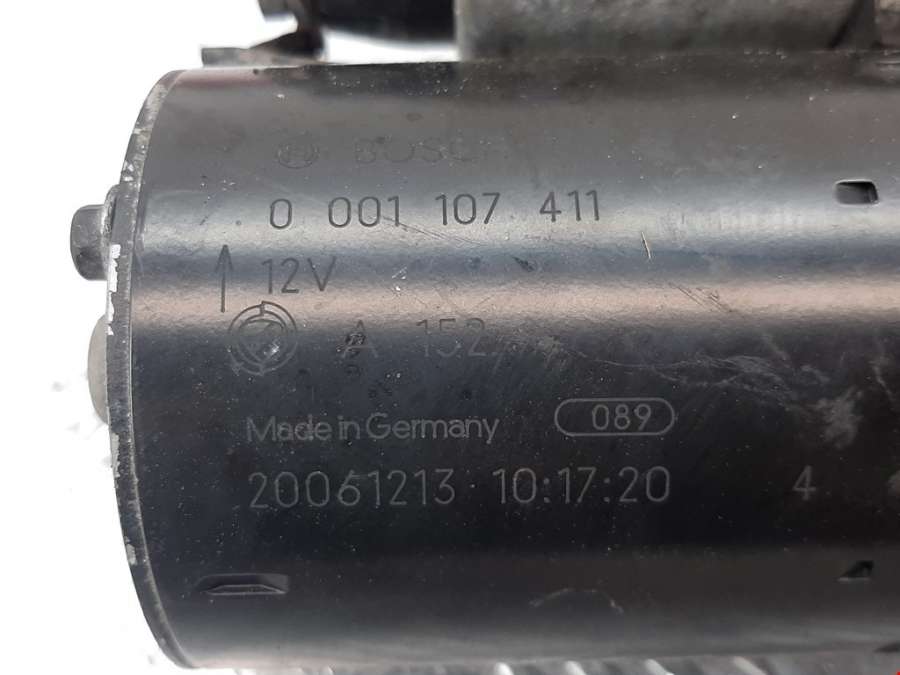 BOSCH
0 001 107 411
12V
A 152
Made in Germany 089
20061213 10:17:20 4